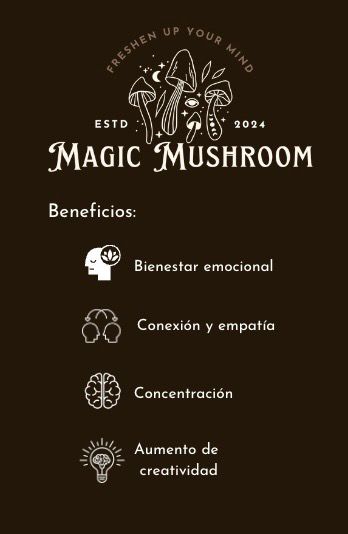 FRESHEN UP YOUR MIND
ESTD 2024
MAGIC MUSHROOM
Beneficios:
Bienestar emocional
Conexión y empatía
Concentración
Aumento de
creatividad